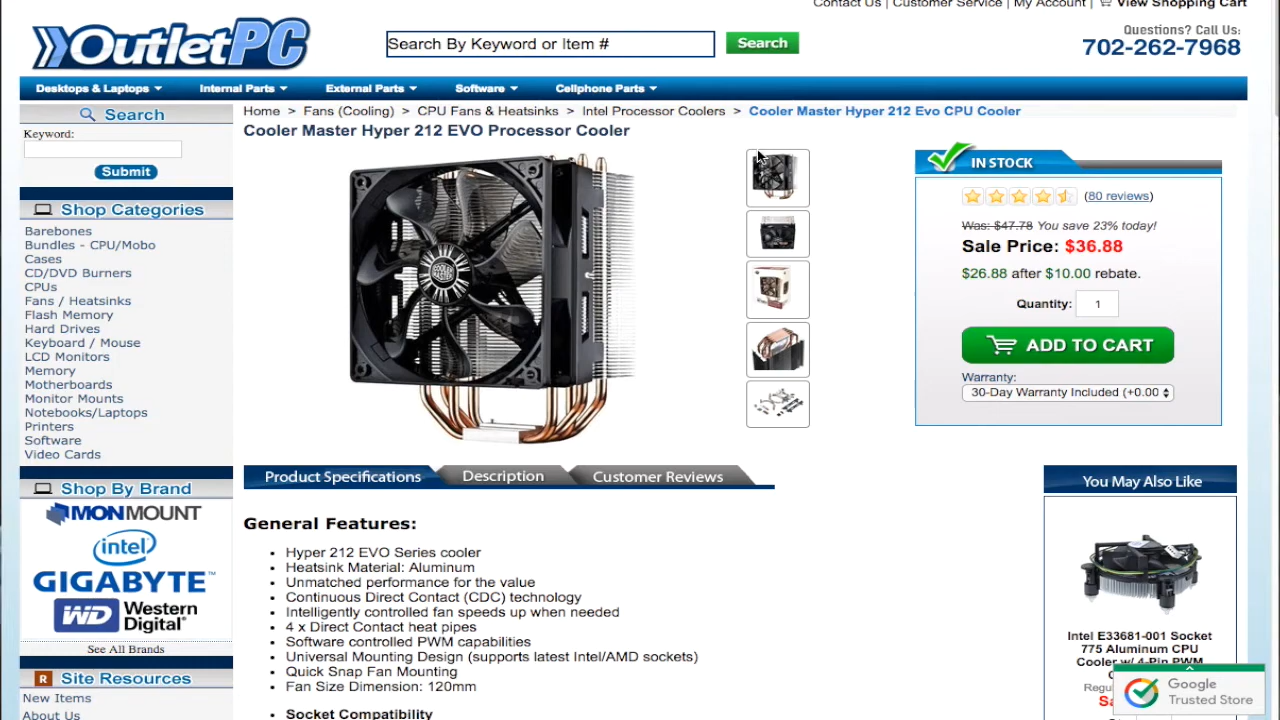 Contact Us | Customer Service | My Account | View Shopping Cart
OutletPC
Search By Keyword or Item #
Search
Questions? Call Us:
702-262-7968
Desktops & Laptops
Internal Parts
External Parts
Software
Cellphone Parts
Search
Keyword:
Submit
Shop Categories
Barebones
Bundles - CPU/Mobo
Cases
CD/DVD Burners
CPUs
Fans / Heatsinks
Flash Memory
Hard Drives
Keyboard / Mouse
LCD Monitors
Memory
Motherboards
Monitor Mounts
Notebooks/Laptops
Printers
Software
Video Cards
Shop By Brand
MONMOUNT
intel
GIGABYTE™
WD Western Digital®
See All Brands
Site Resources
New Items
About Us
Home > Fans (Cooling) > CPU Fans & Heatsinks > Intel Processor Coolers > Cooler Master Hyper 212 Evo CPU Cooler
Cooler Master Hyper 212 EVO Processor Cooler
IN STOCK
(80 reviews)
Was: $47.78 You save 23% today!
Sale Price: $36.88
$26.88 after $10.00 rebate.
Quantity: 1
ADD TO CART
Warranty:
30-Day Warranty Included (+0.00
Product Specifications
Description
Customer Reviews
General Features:
• Hyper 212 EVO Series cooler
• Heatsink Material: Aluminum
• Unmatched performance for the value
• Continuous Direct Contact (CDC) technology
• Intelligently controlled fan speeds up when needed
• 4 x Direct Contact heat pipes
• Software controlled PWM capabilities
• Universal Mounting Design (supports latest Intel/AMD sockets)
• Quick Snap Fan Mounting
• Fan Size Dimension: 120mm
• Socket Compatibility
You May Also Like
Intel E33681-001 Socket
775 Aluminum CPU
Cooler w/ 4-Pin PWM
Google
Trusted Store